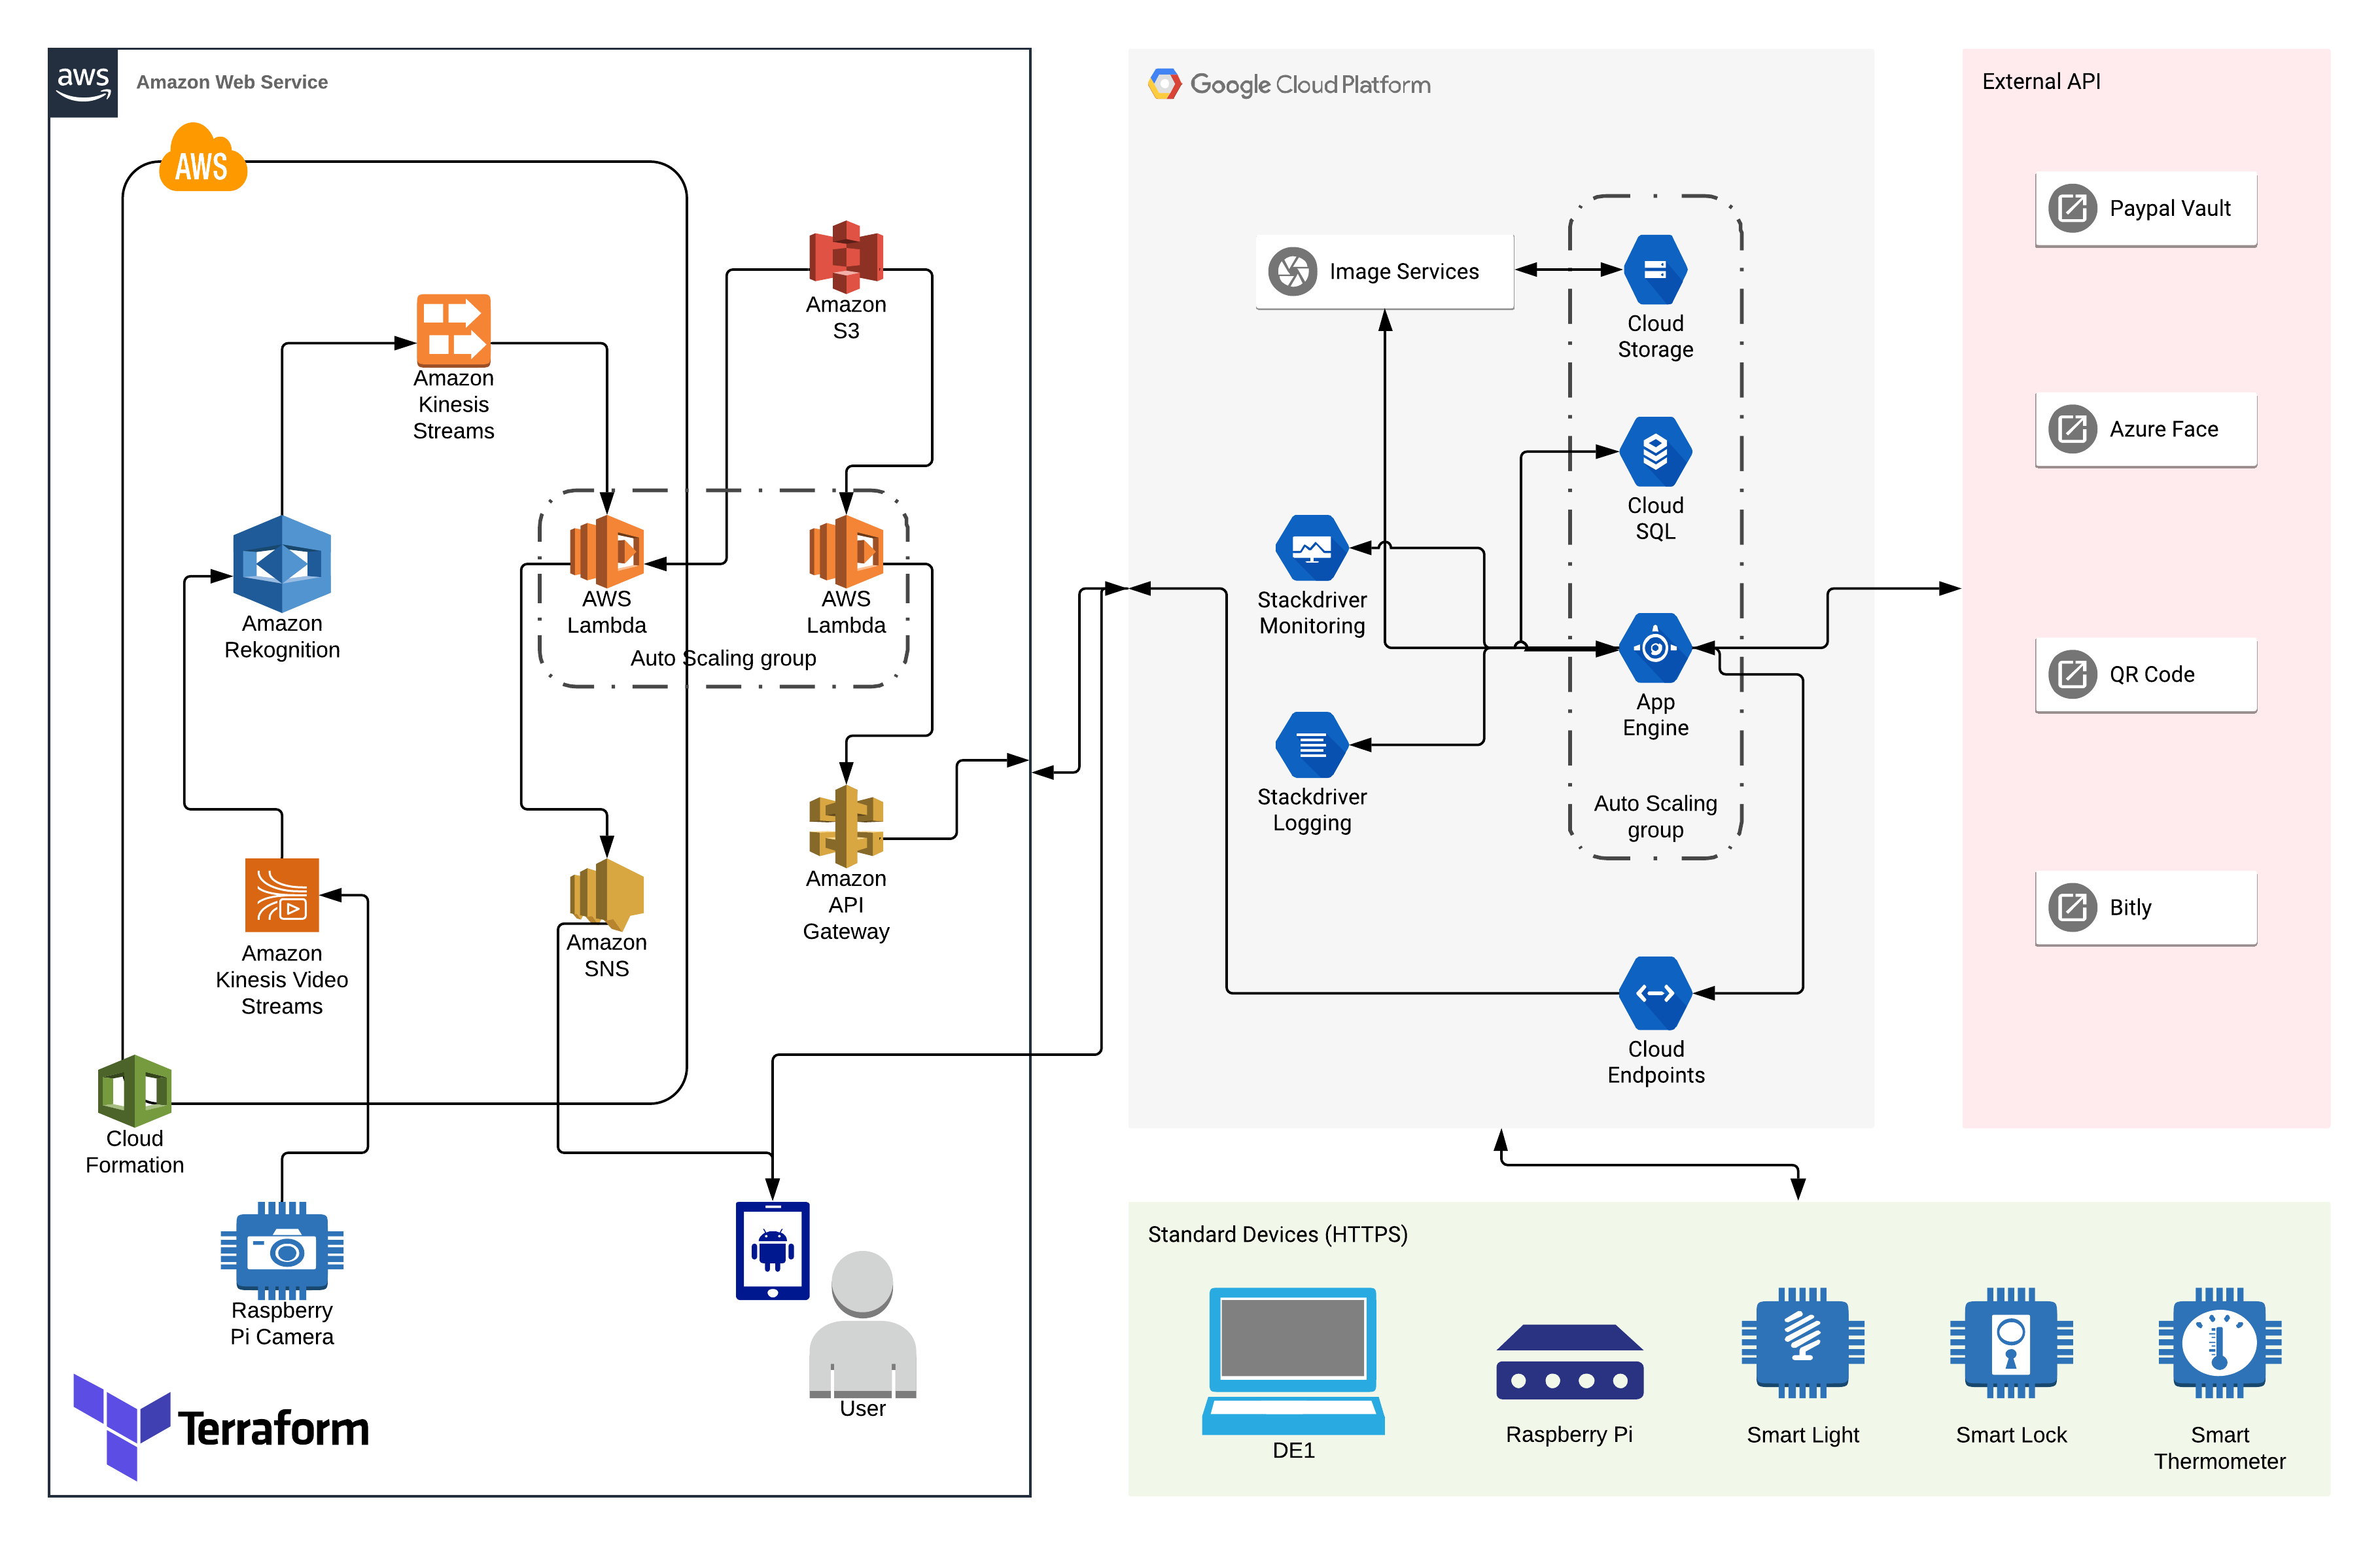 aws
Amazon Web Service
AWS
Amazon
S3
Amazon
Kinesis
Streams
Amazon
Rekognition
AWS
Lambda
AWS
Lambda
Auto Scaling group
Amazon
Kinesis Video
Streams
Amazon
SNS
Amazon
API
Gateway
Cloud
Formation
Raspberry
Pi Camera
User
Terraform
Google Cloud Platform
Image Services
Cloud
Storage
Cloud
SQL
Stackdriver
Monitoring
App
Engine
Stackdriver
Logging
Auto Scaling
group
Cloud
Endpoints
External API
Paypal Vault
Azure Face
QR Code
Bitly
Standard Devices (HTTPS)
DE1
Raspberry Pi
Smart Light
Smart Lock
Smart
Thermometer